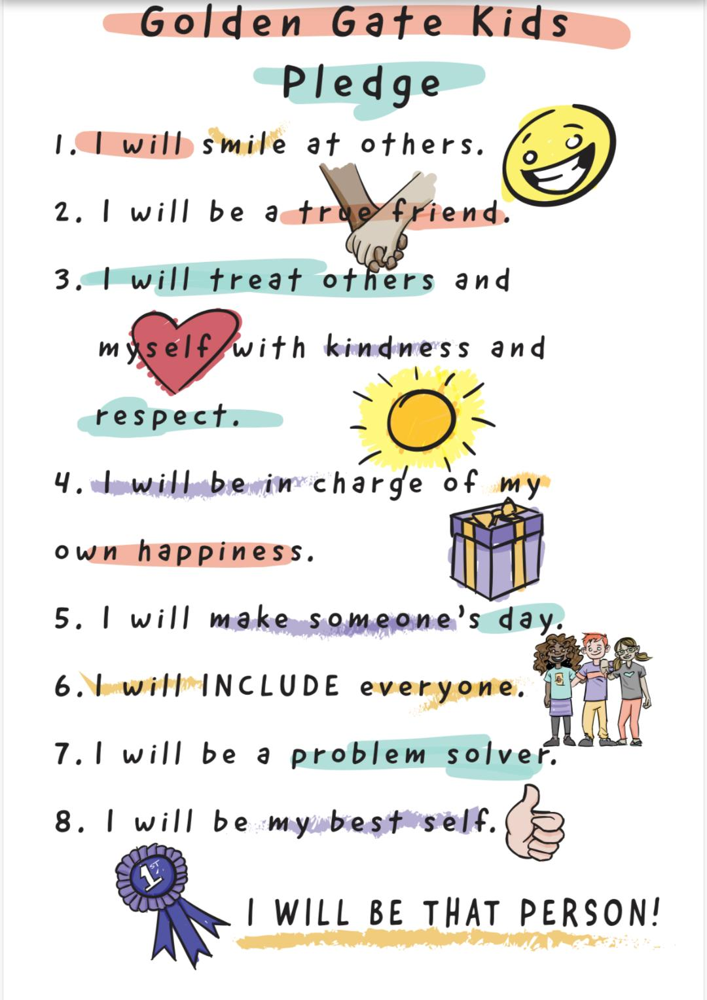 Golden Gate Kids
Pledge
1. I will smile at others.
2. I will be a true friend.
3. I will treat others and
myself with kindness and
respect.
4. I will be in charge of my
own happiness.
5. I will make someone's day.
6. I will INCLUDE everyone.
7. I will be a problem solver.
8. I will be my best self.
1ST
I WILL BE THAT PERSON!